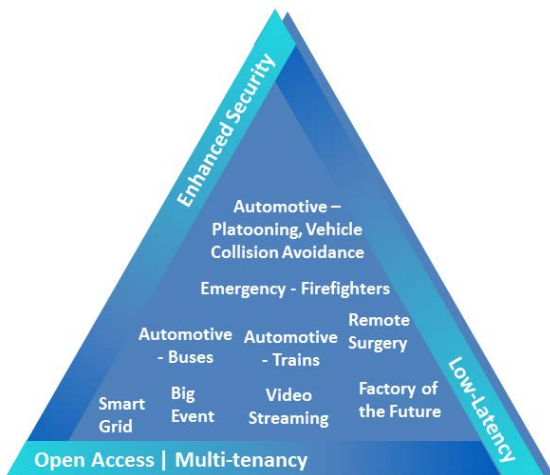 Enhanced Security
Automotive –
Platooning, Vehicle
Collision Avoidance
Emergency - Firefighters
Automotive
- Buses
Automotive
- Trains
Remote
Surgery
Smart
Grid
Big
Event
Video
Streaming
Factory of
the Future
Low-Latency
Open Access | Multi-tenancy